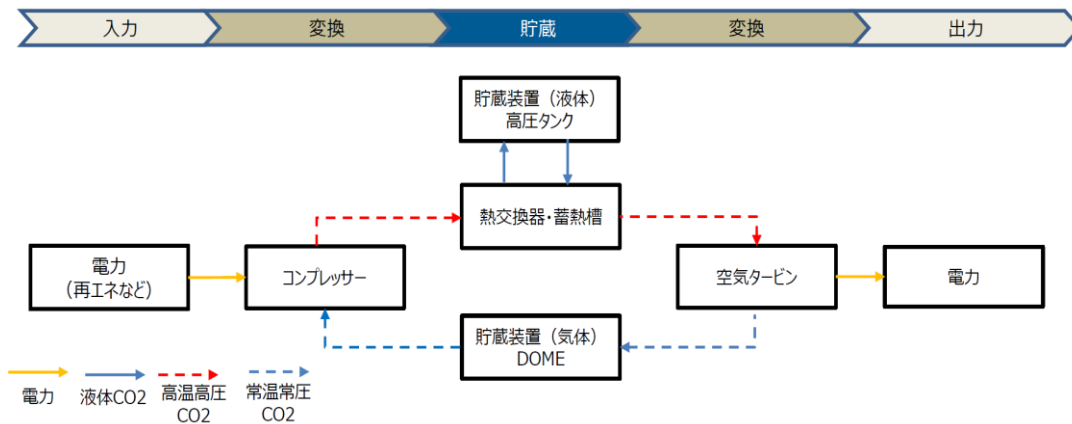 入力
変換
貯蔵
変換
出力
貯蔵装置（液体）
高圧タンク
熱交換器・蓄熱槽
電力
（再エネなど）
コンプレッサー
空気タービン
電力
貯蔵装置（気体）
DOME
電力
液体CO2
高温高圧
CO2
常温常圧
CO2